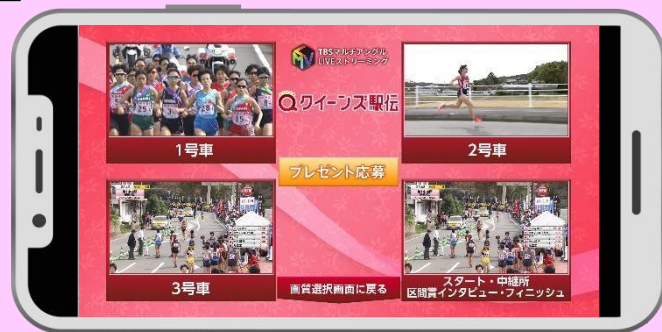 TBSマルチアングル
LIVEストリーミング
クイーンズ駅伝
1号車
2号車
プレゼント応募
3号車
画質選択画面に戻る
スタート・中継所
区間賞インタビュー・フィニッシュ